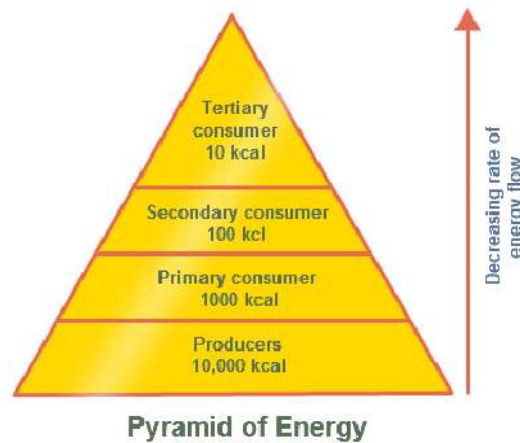 Tertiary
consumer
10 kcal
Secondary consumer
100 kcl
Primary consumer
1000 kcal
Producers
10,000 kcal
Decreasing rate of
energy flow
Pyramid of Energy